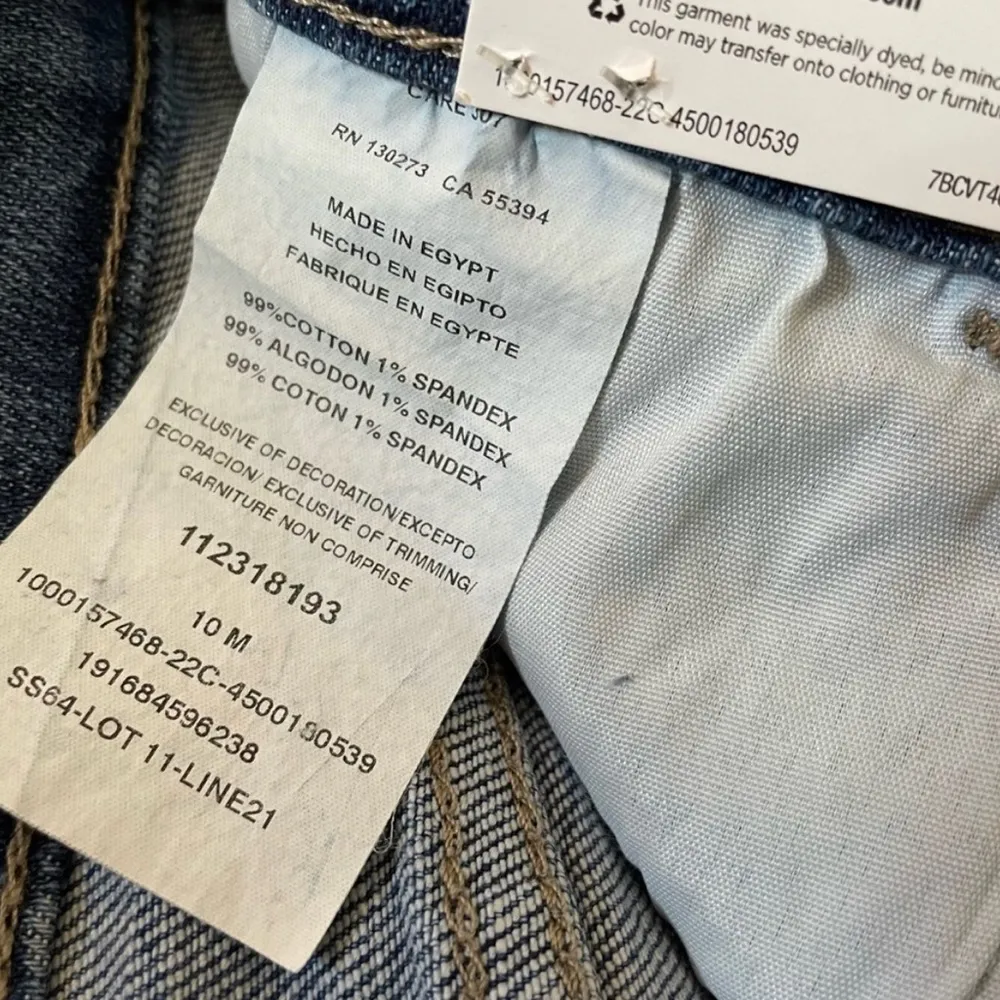 This garment was specially dyed, be
color may transfer onto clothing or
157468-22C-4500180539
RN 130273 CA 55394
MADE IN EGYPT
HECHO EN EGIPTO
FABRIQUE EN EGYPTE
99%COTTON 1% SPANDEX
99% ALGODON 1% SPANDEX
99% COTON 1% SPANDEX
EXCLUSIVE OF DECORATION/EXCEPTO
DECORACION/ EXCLUSIVE OF TRIMMING/
GARNITURE NON COMPRISE
112318193
10 M
1000157468-22C-4500180539
191684596238
SS64-LOT 11-LINE21